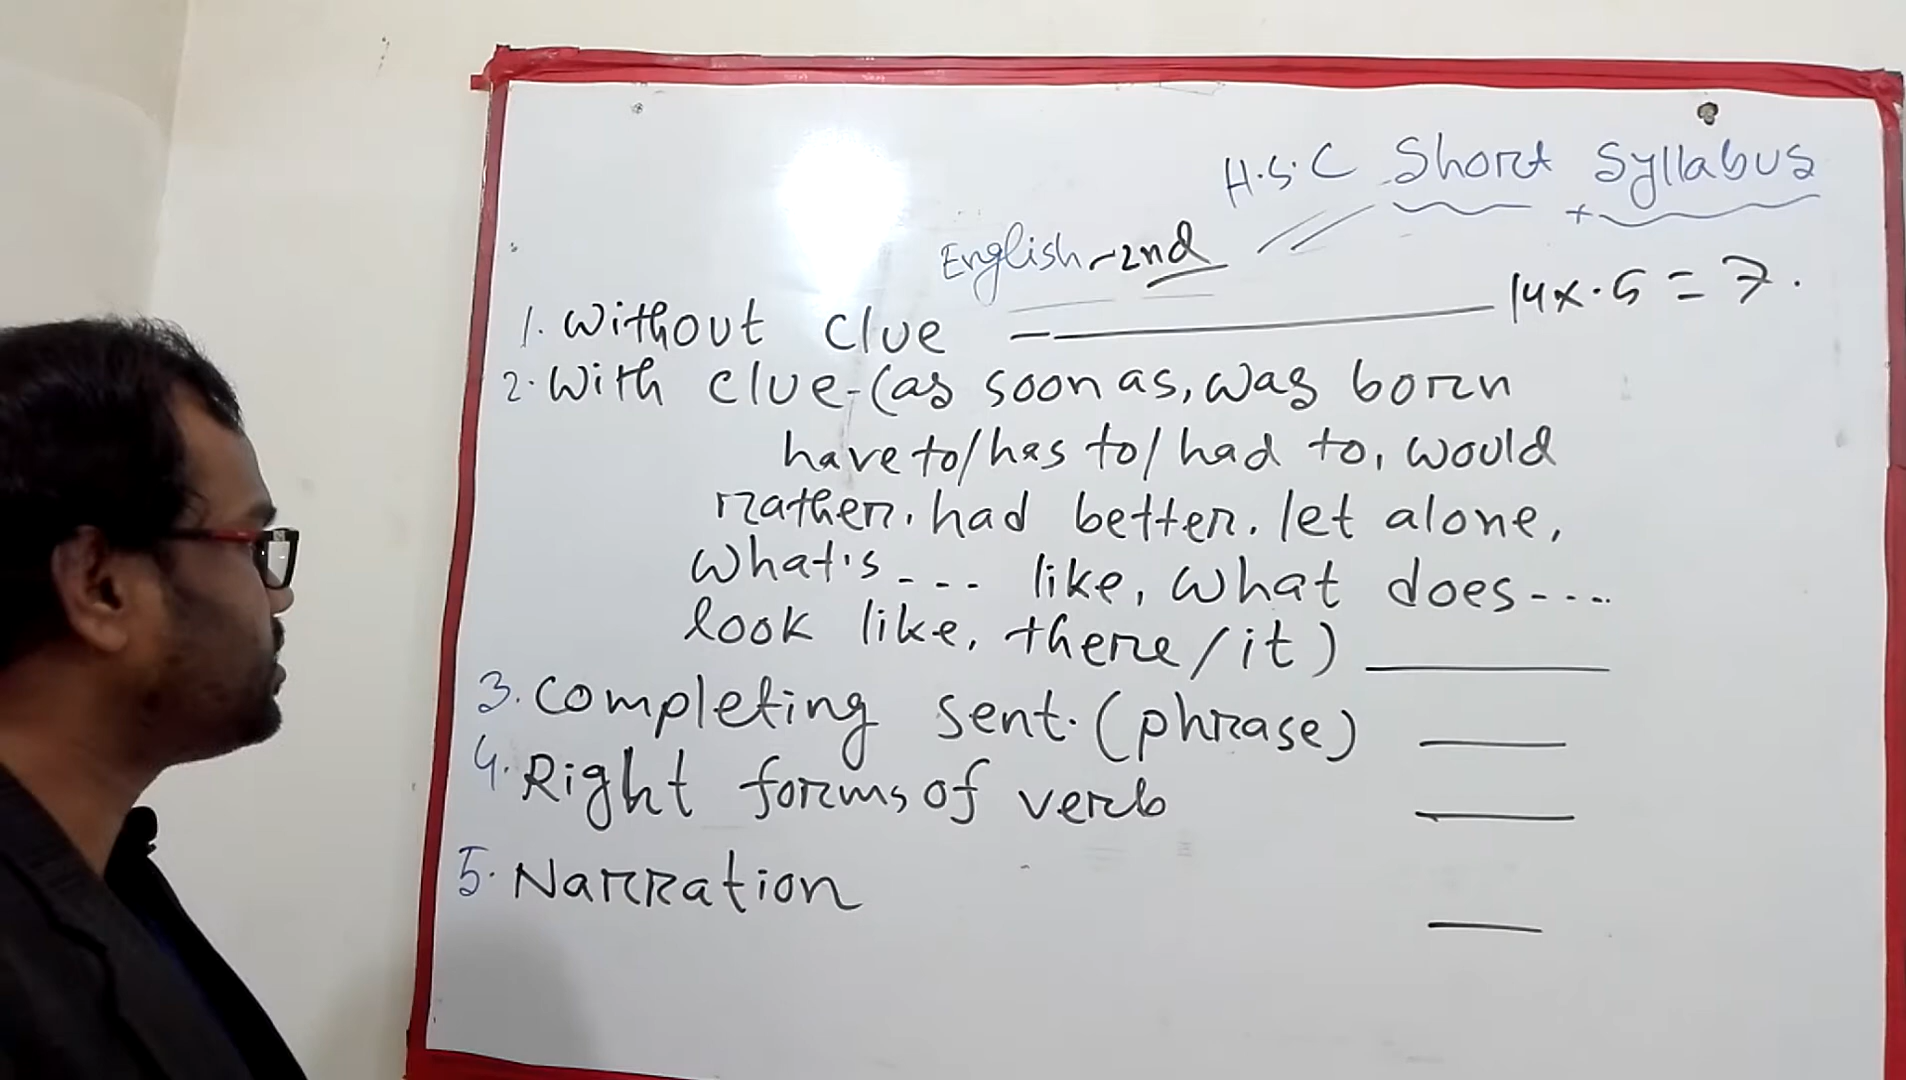 H.S.C Short Syllabus
English-2nd
1. Without clue — 14x.5 = 7.
2. With clue-(as soon as, was born
have to/has to/had to, would
rather. had better. let alone,
What's --- like, What does----
look like, there/it)
3. Completing sent. (phrase)
4. Right forms of verb
5. Narration